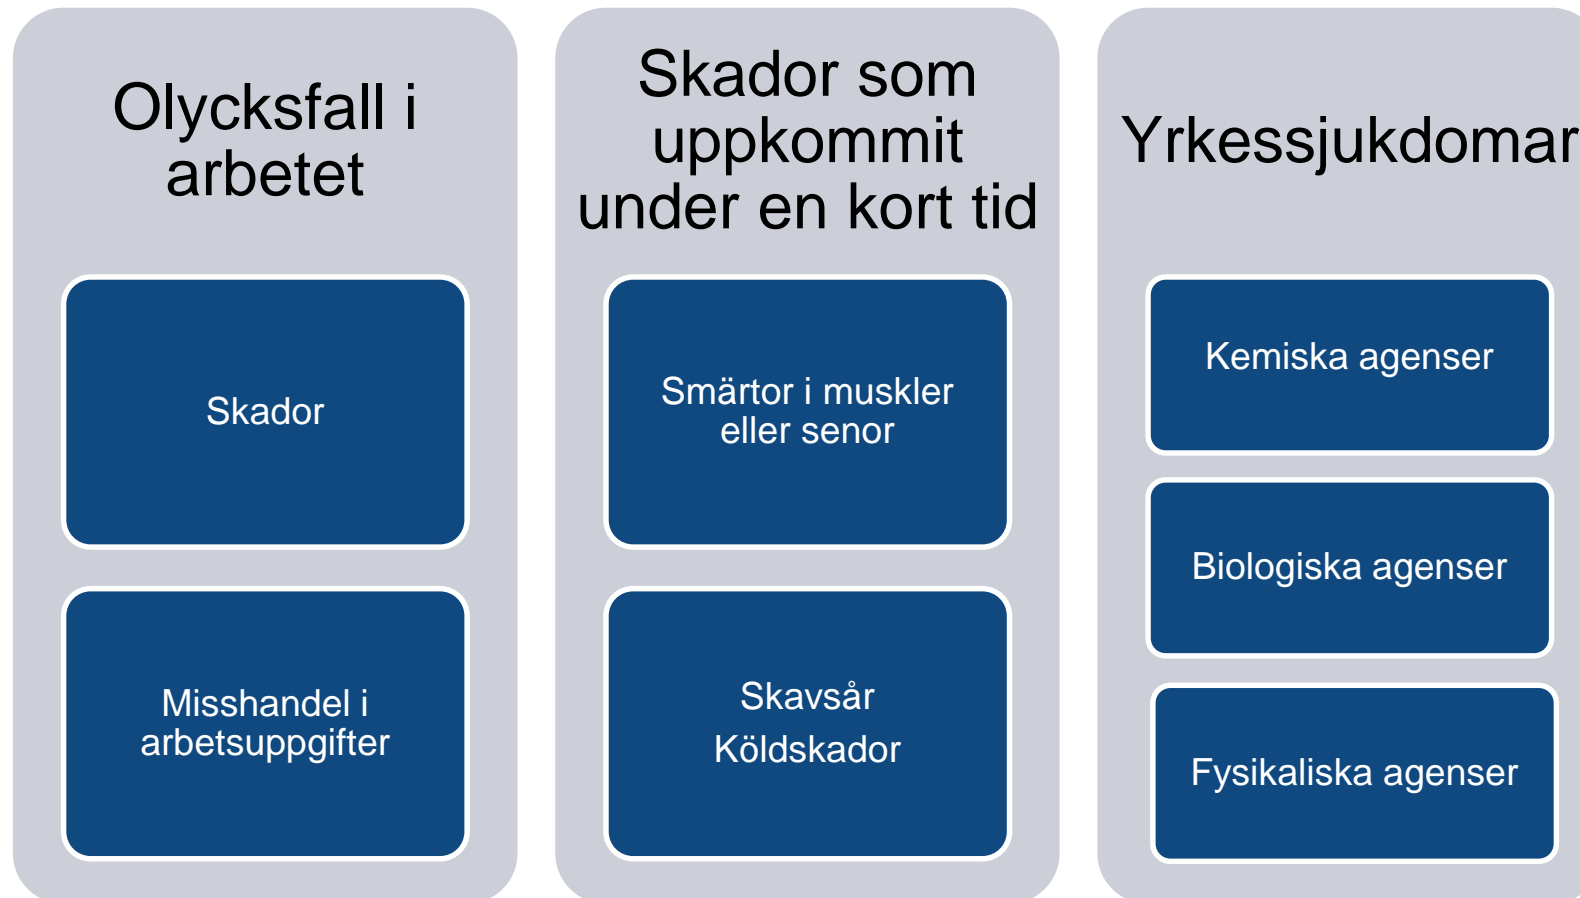 Olycksfall i
arbetet
Skador
Misshandel i
arbetsuppgifter
Skador som
uppkommit
under en kort tid
Smärtor i muskler
eller senor
Skavsår
Köldskador
Yrkessjukdomar
Kemiska agenser
Biologiska agenser
Fysikaliska agenser